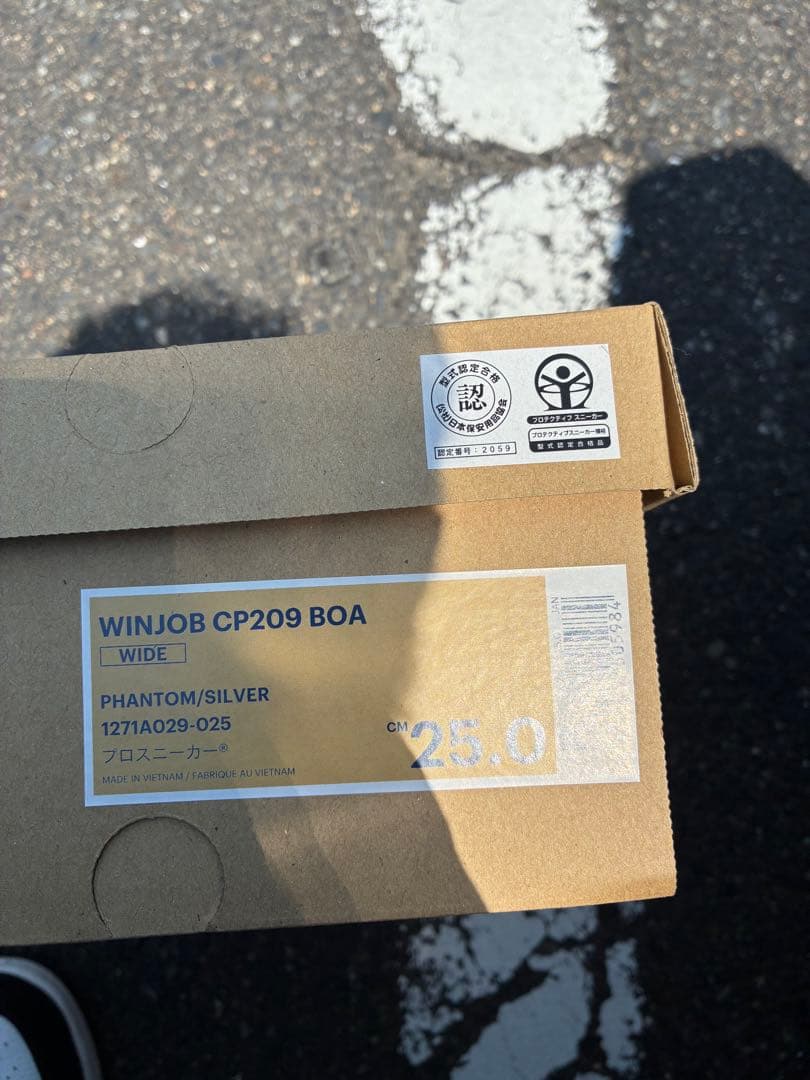 型式認定合格
認
(公社)日本保安用品協会
認定番号:2059
プロテクティブ スニーカー
プロテクティブスニーカー規格
型式認定合格品
WINJOB CP209 BOA
WIDE
PHANTOM/SILVER
1271A029-025
プロスニーカー®
MADE IN VIETNAM / FABRIQUE AU VIETNAM
CM 25.0
JAN